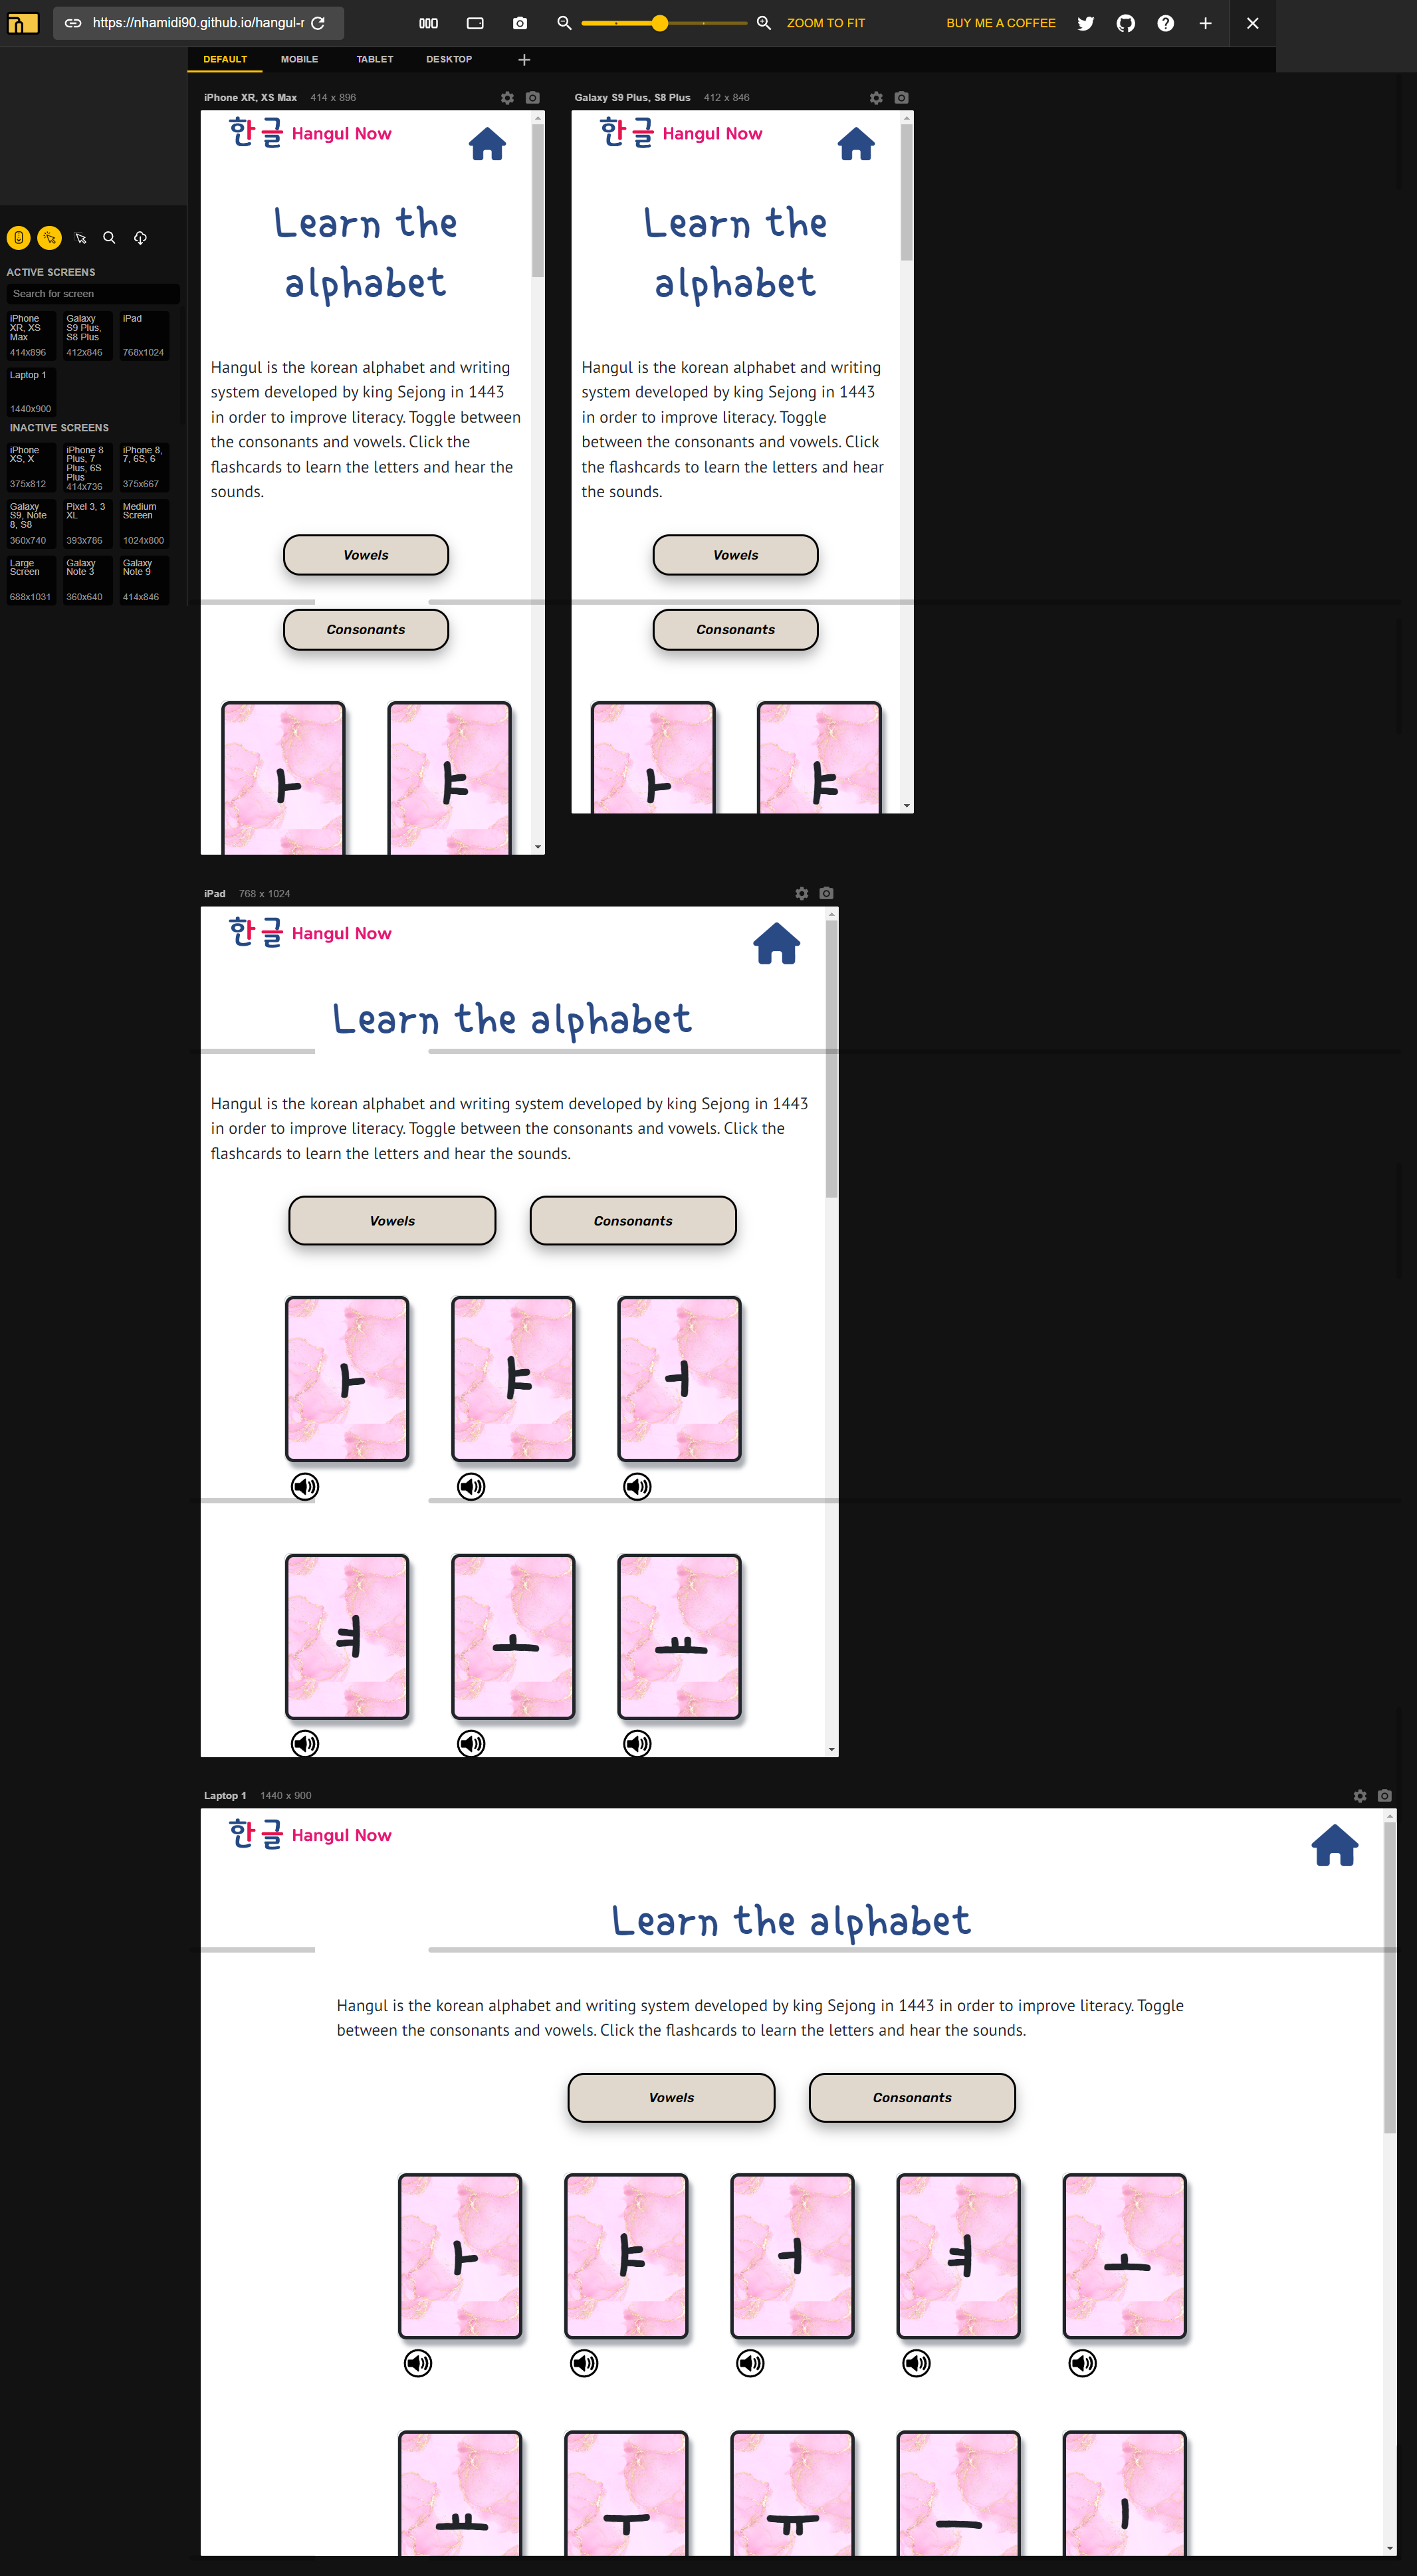 https://nhamidi90.github.io/hangul-r
ZOOM TO FIT
BUY ME A COFFEE
DEFAULT
MOBILE
TABLET
DESKTOP
ACTIVE SCREENS
Search for screen
iPhone XR, XS Max
414x896
Galaxy S9 Plus, S8 Plus
412x846
iPad
768x1024
Laptop 1
1440x900
INACTIVE SCREENS
iPhone XS, X
375x812
iPhone 8 Plus, 7 Plus, 6S Plus
414x736
iPhone 8, 7, 6S, 6
375x667
Galaxy S9, Note 8, S8
360x740
Pixel 3, 3 XL
393x786
Medium Screen
1024x800
Large Screen
688x1031
Galaxy Note 3
360x640
Galaxy Note 9
414x846
iPhone XR, XS Max 414 x 896
한글 Hangul Now
Learn the
alphabet
Hangul is the korean alphabet and writing
system developed by king Sejong in 1443
in order to improve literacy. Toggle between
the consonants and vowels. Click the
flashcards to learn the letters and hear the
sounds.
Vowels
Consonants
ㅏ ㅑ
Galaxy S9 Plus, S8 Plus 412 x 846
한글 Hangul Now
Learn the
alphabet
Hangul is the korean alphabet and writing
system developed by king Sejong in 1443
in order to improve literacy. Toggle
between the consonants and vowels. Click
the flashcards to learn the letters and hear
the sounds.
Vowels
Consonants
ㅏ ㅑ
iPad 768 x 1024
한글 Hangul Now
Learn the alphabet
Hangul is the korean alphabet and writing system developed by king Sejong in 1443
in order to improve literacy. Toggle between the consonants and vowels. Click the
flashcards to learn the letters and hear the sounds.
Vowels Consonants
ㅏ ㅑ ㅓ
ㅕ ㅗ ㅛ
Laptop 1 1440 x 900
한글 Hangul Now
Learn the alphabet
Hangul is the korean alphabet and writing system developed by king Sejong in 1443 in order to improve literacy. Toggle
between the consonants and vowels. Click the flashcards to learn the letters and hear the sounds.
Vowels Consonants
ㅏ ㅑ ㅓ ㅕ ㅗ
ㅛ ㅜ ㅠ ㅡ ㅣ